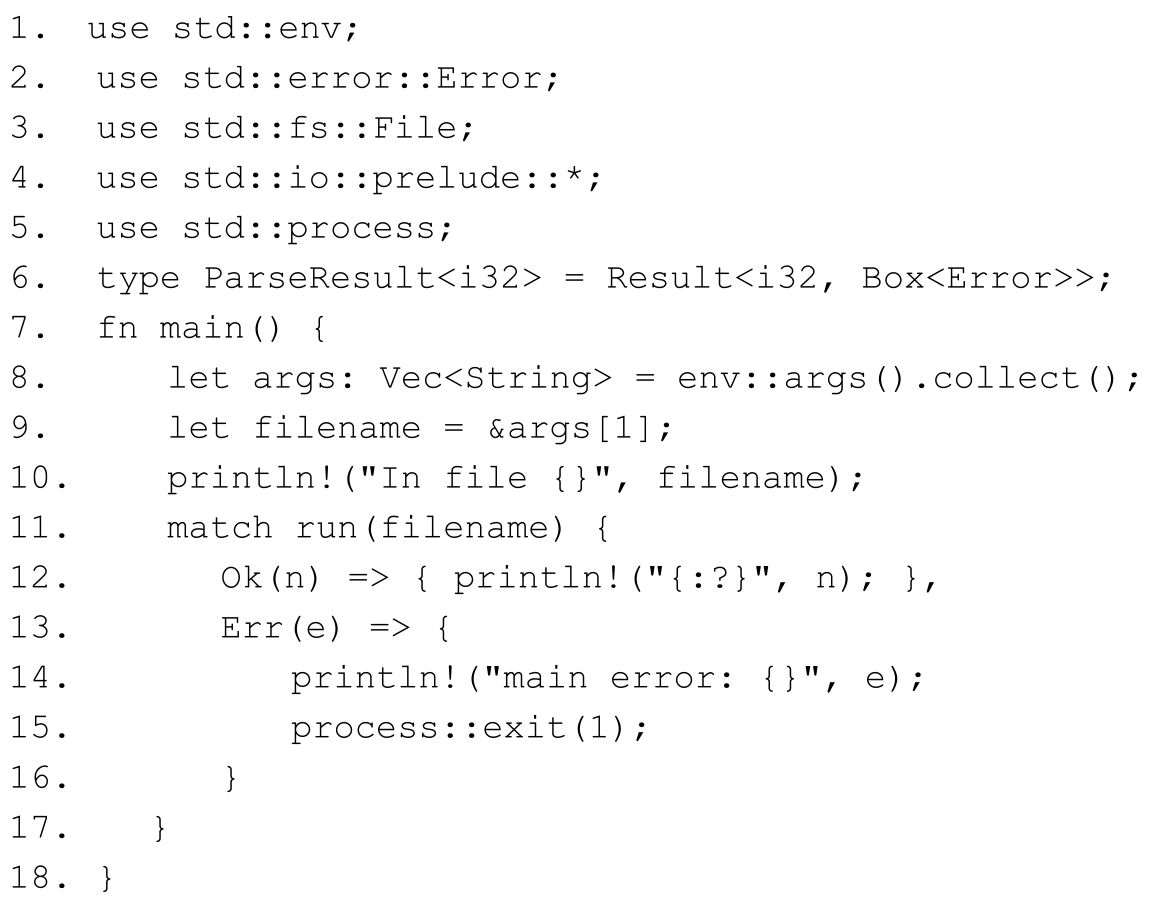 1. use std::env;
2. use std::error::Error;
3. use std::fs::File;
4. use std::io::prelude::*;
5. use std::process;
6. type ParseResult<i32> = Result<i32, Box<Error>>;
7. fn main() {
8. let args: Vec<String> = env::args().collect();
9. let filename = &args[1];
10. println!("In file {}", filename);
11. match run(filename) {
12. Ok(n) => { println!("{:?}", n); },
13. Err(e) => {
14. println!("main error: {}", e);
15. process::exit(1);
16. }
17. }
18. }